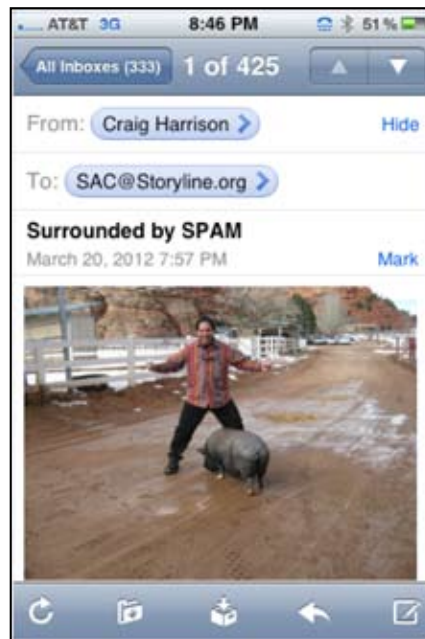 AT&T 3G 8:46 PM 51 %
All Inboxes (333) 1 of 425
From: Craig Harrison Hide
To: SAC@Storyline.org
Surrounded by SPAM
March 20, 2012 7:57 PM Mark